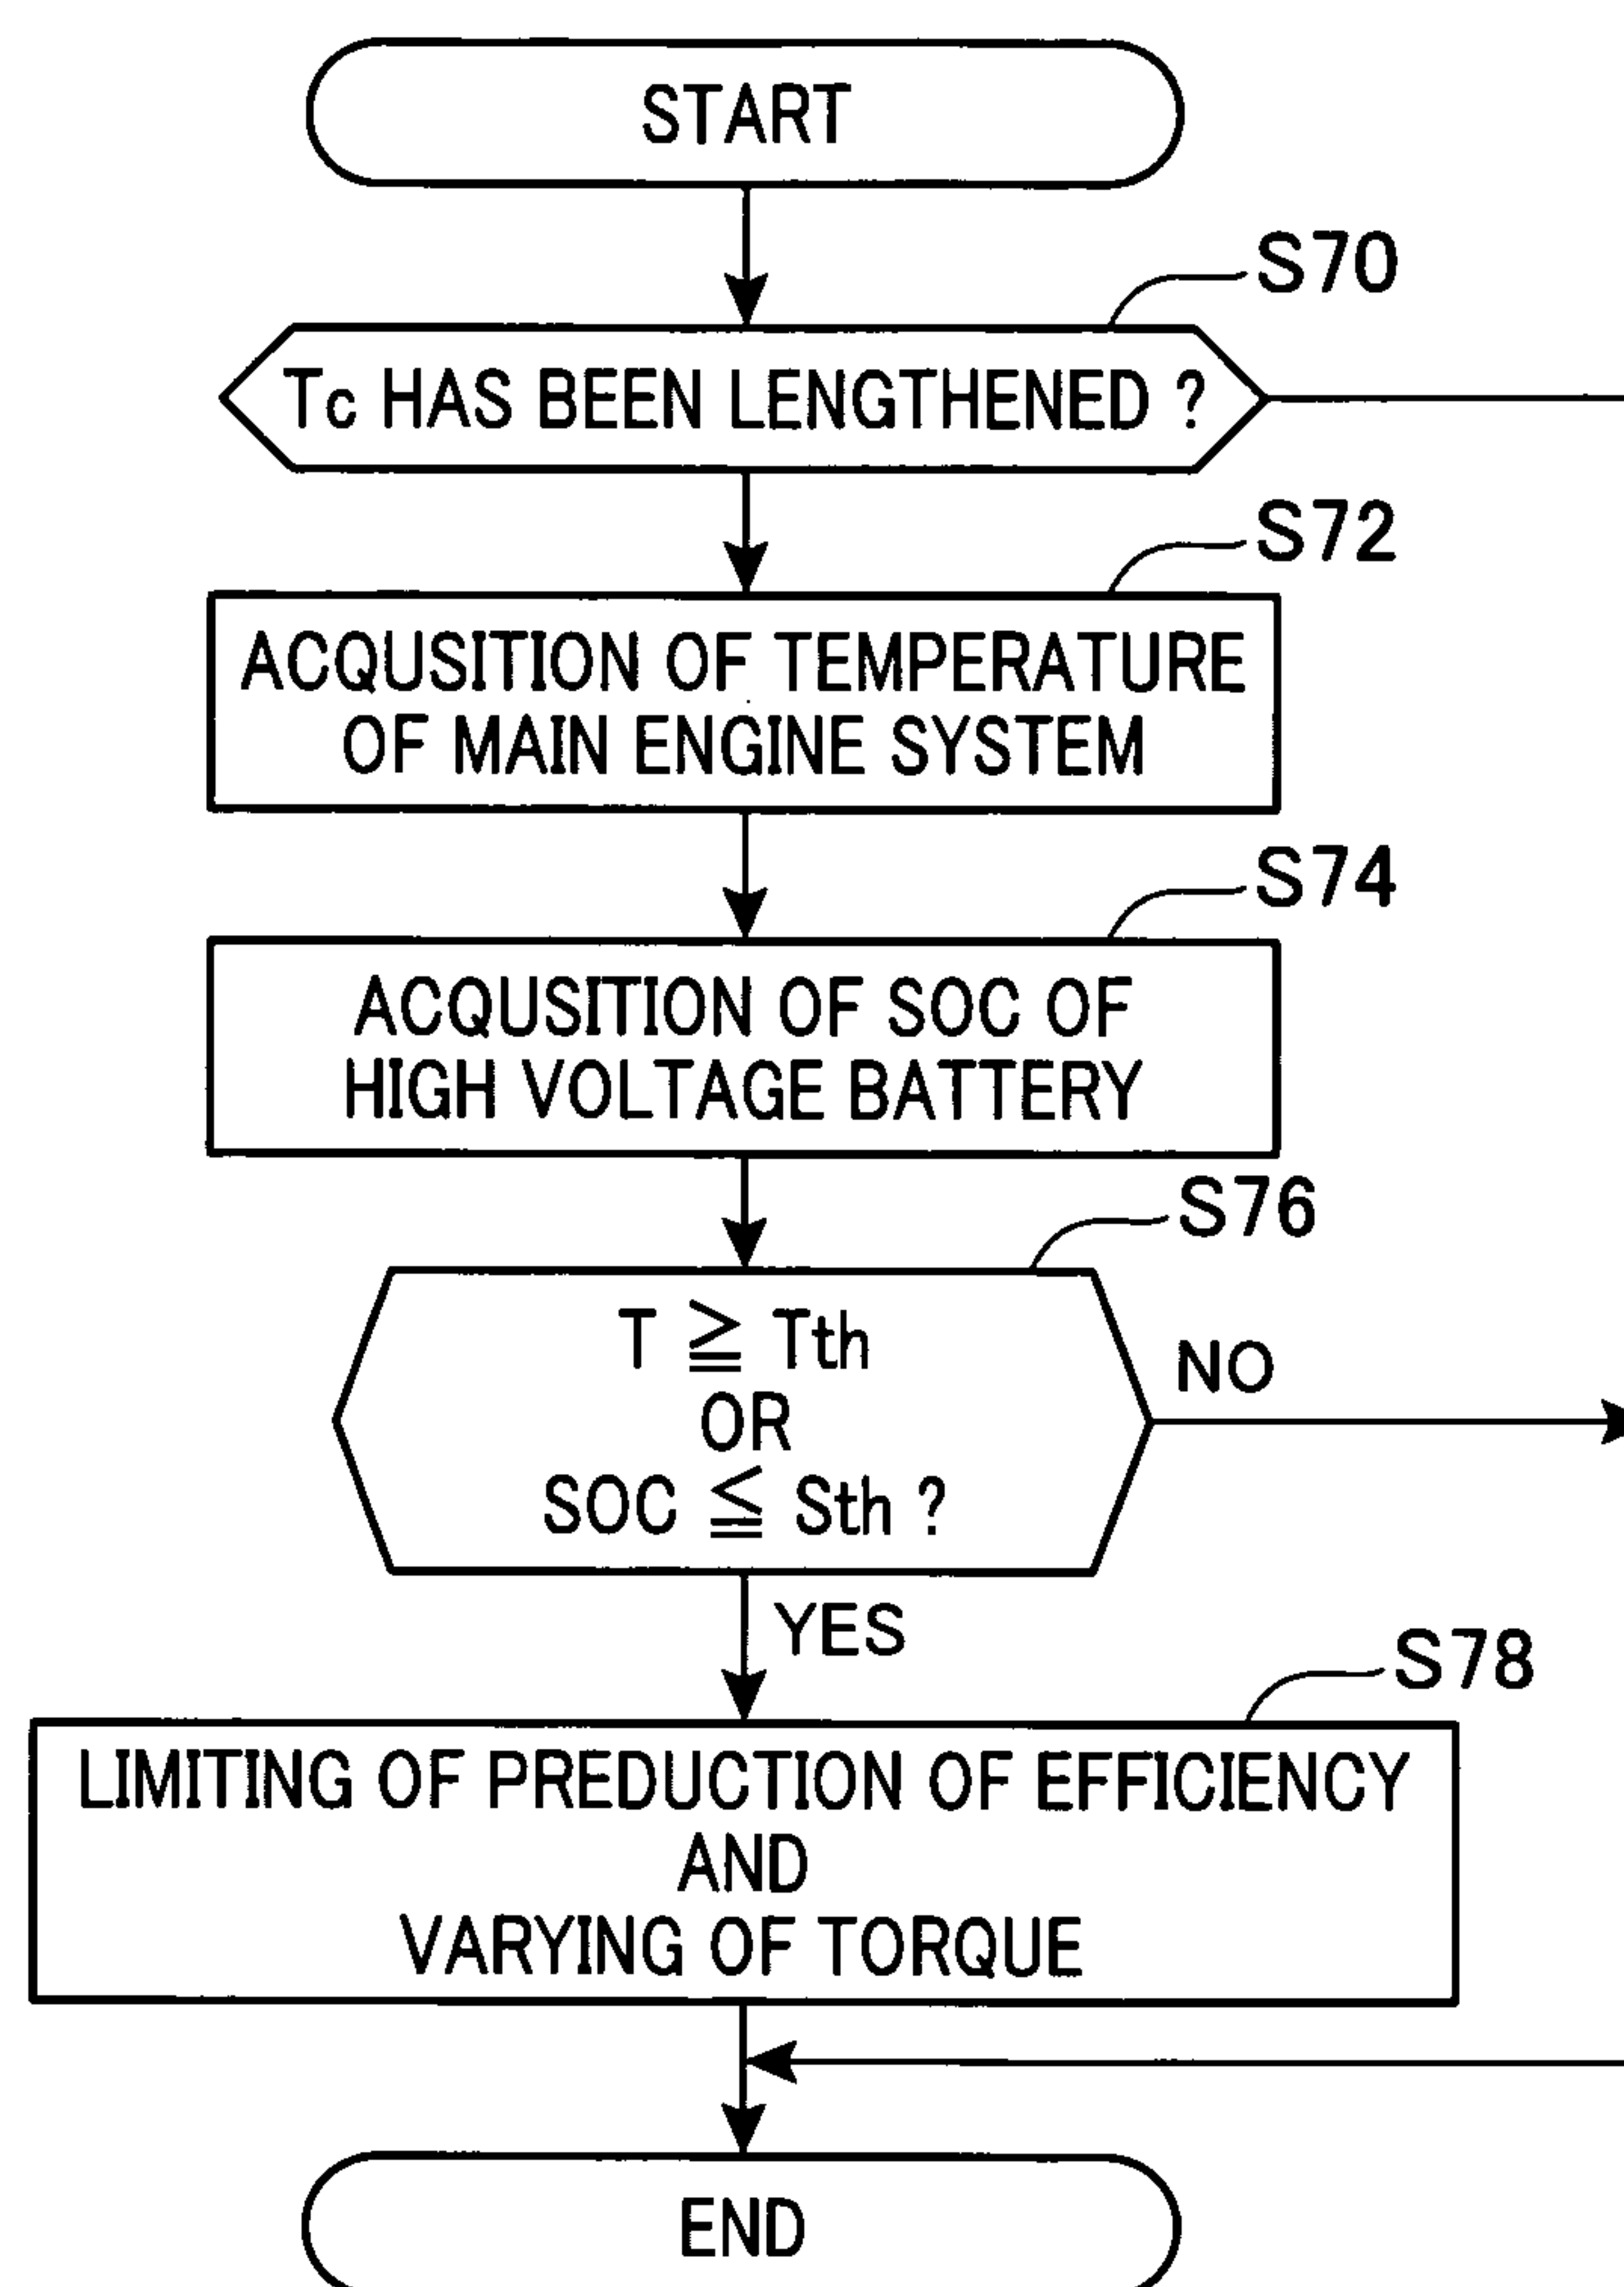 START
S70
Tc HAS BEEN LENGTHENED ?
S72
ACQUSITION OF TEMPERATURE
OF MAIN ENGINE SYSTEM
S74
ACQUSITION OF SOC OF
HIGH VOLTAGE BATTERY
S76
T ≧ Tth
OR
SOC ≦ Sth ?
NO
YES
S78
LIMITING OF PREDUCTION OF EFFICIENCY
AND
VARYING OF TORQUE
END